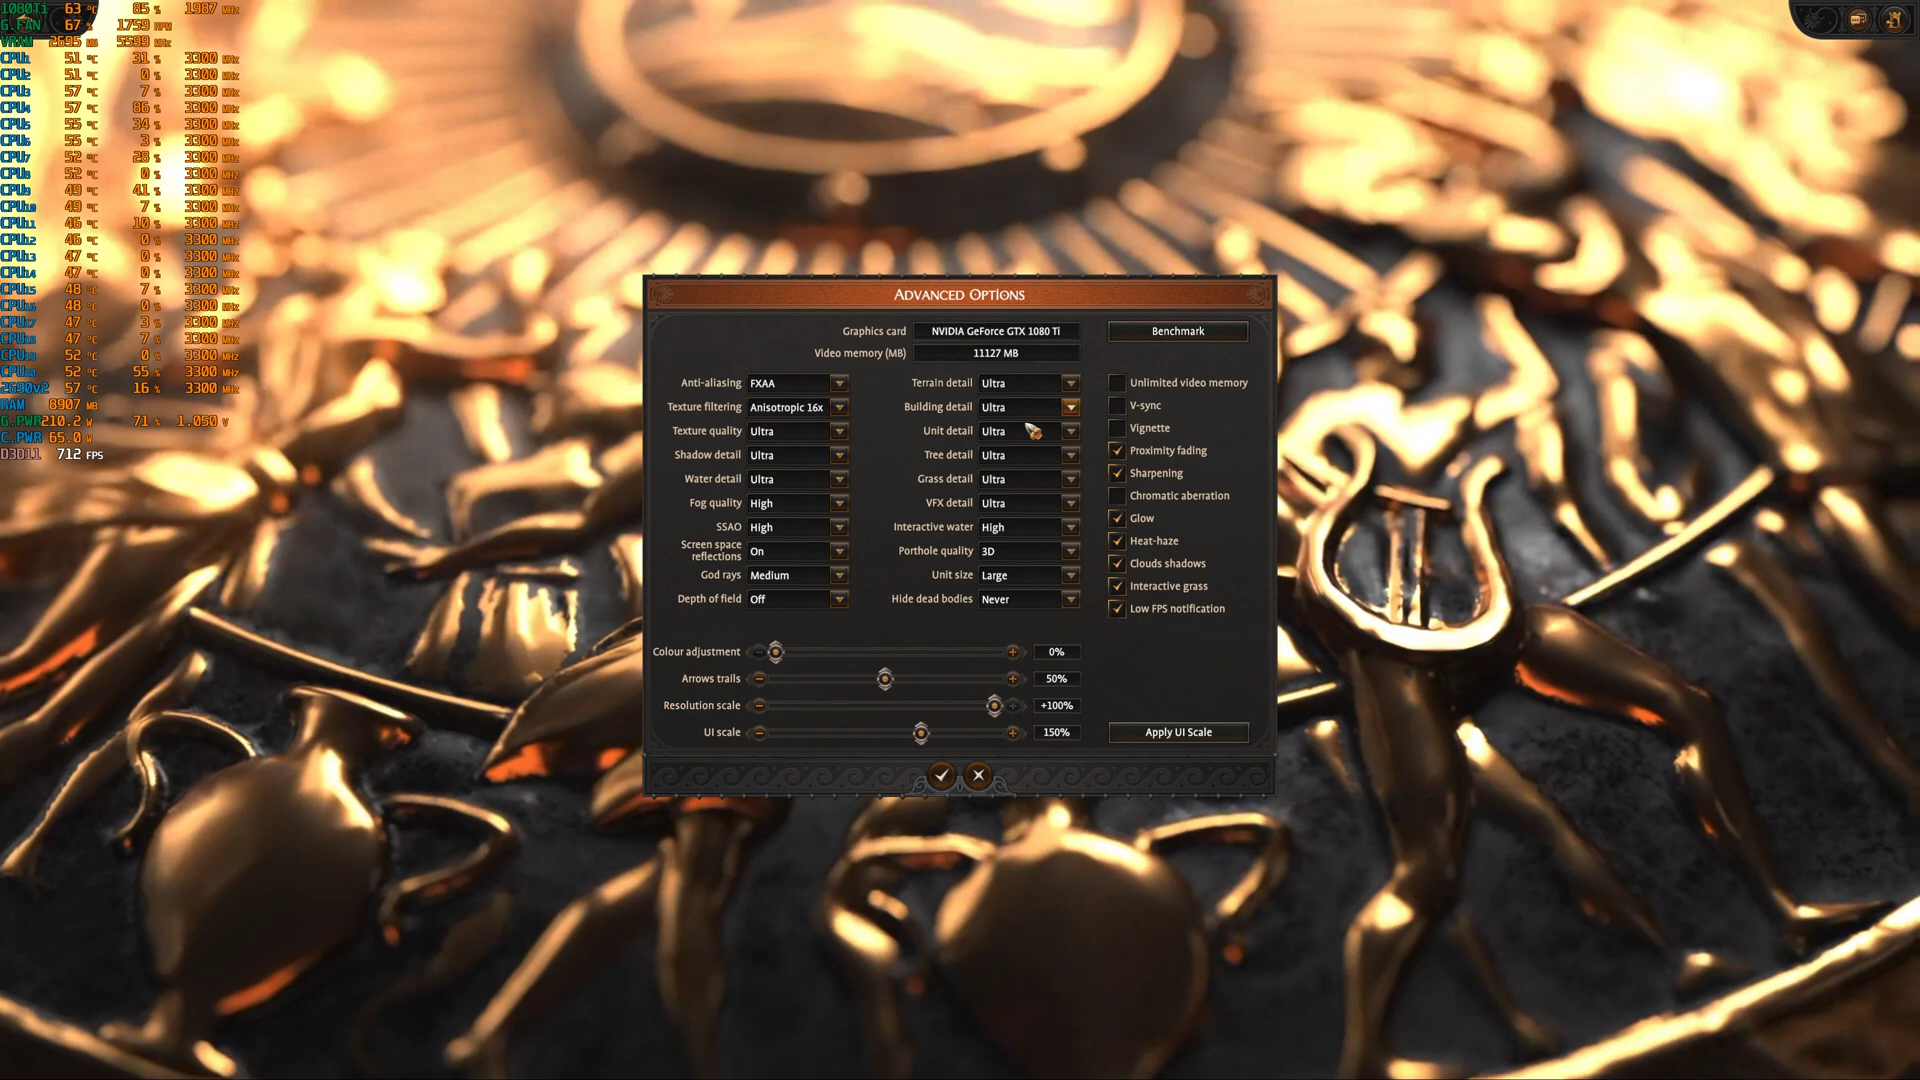 1080Ti 63 °C 85 % 1987 MHz
G.FAN 67 % 1759 RPM
VRAM 2695 MB 5599 MHz
CPU1 51 °C 31 % 3300 MHz
CPU2 51 °C 0 % 3300 MHz
CPU3 57 °C 7 % 3300 MHz
CPU4 57 °C 86 % 3300 MHz
CPU5 55 °C 34 % 3300 MHz
CPU6 55 °C 3 % 3300 MHz
CPU7 52 °C 28 % 3300 MHz
CPU8 52 °C 0 % 3300 MHz
CPU9 49 °C 41 % 3300 MHz
CPU10 49 °C 7 % 3300 MHz
CPU11 46 °C 10 % 3300 MHz
CPU12 46 °C 0 % 3300 MHz
CPU13 47 °C 0 % 3300 MHz
CPU14 47 °C 0 % 3300 MHz
CPU15 48 °C 7 % 3300 MHz
CPU16 48 °C 0 % 3300 MHz
CPU17 47 °C 3 % 3300 MHz
CPU18 47 °C 7 % 3300 MHz
CPU19 52 °C 0 % 3300 MHz
CPU20 52 °C 55 % 3300 MHz
2690v2 57 °C 16 % 3300 MHz
RAM 8907 MB
G.PWR 210.2 W 71 % 1.050 V
C.PWR 65.0 W
D3D11 712 FPS
Advanced Options
Graphics card NVIDIA GeForce GTX 1080 Ti Benchmark
Video memory (MB) 11127 MB
Anti-aliasing FXAA
Texture filtering Anisotropic 16x
Texture quality Ultra
Shadow detail Ultra
Water detail Ultra
Fog quality High
SSAO High
Screen space
reflections On
God rays Medium
Depth of field Off
Terrain detail Ultra
Building detail Ultra
Unit detail Ultra
Tree detail Ultra
Grass detail Ultra
VFX detail Ultra
Interactive water High
Porthole quality 3D
Unit size Large
Hide dead bodies Never
Unlimited video memory
V-sync
Vignette
Proximity fading
Sharpening
Chromatic aberration
Glow
Heat-haze
Clouds shadows
Interactive grass
Low FPS notification
Colour adjustment 0%
Arrows trails 50%
Resolution scale +100%
UI scale 150% Apply UI Scale